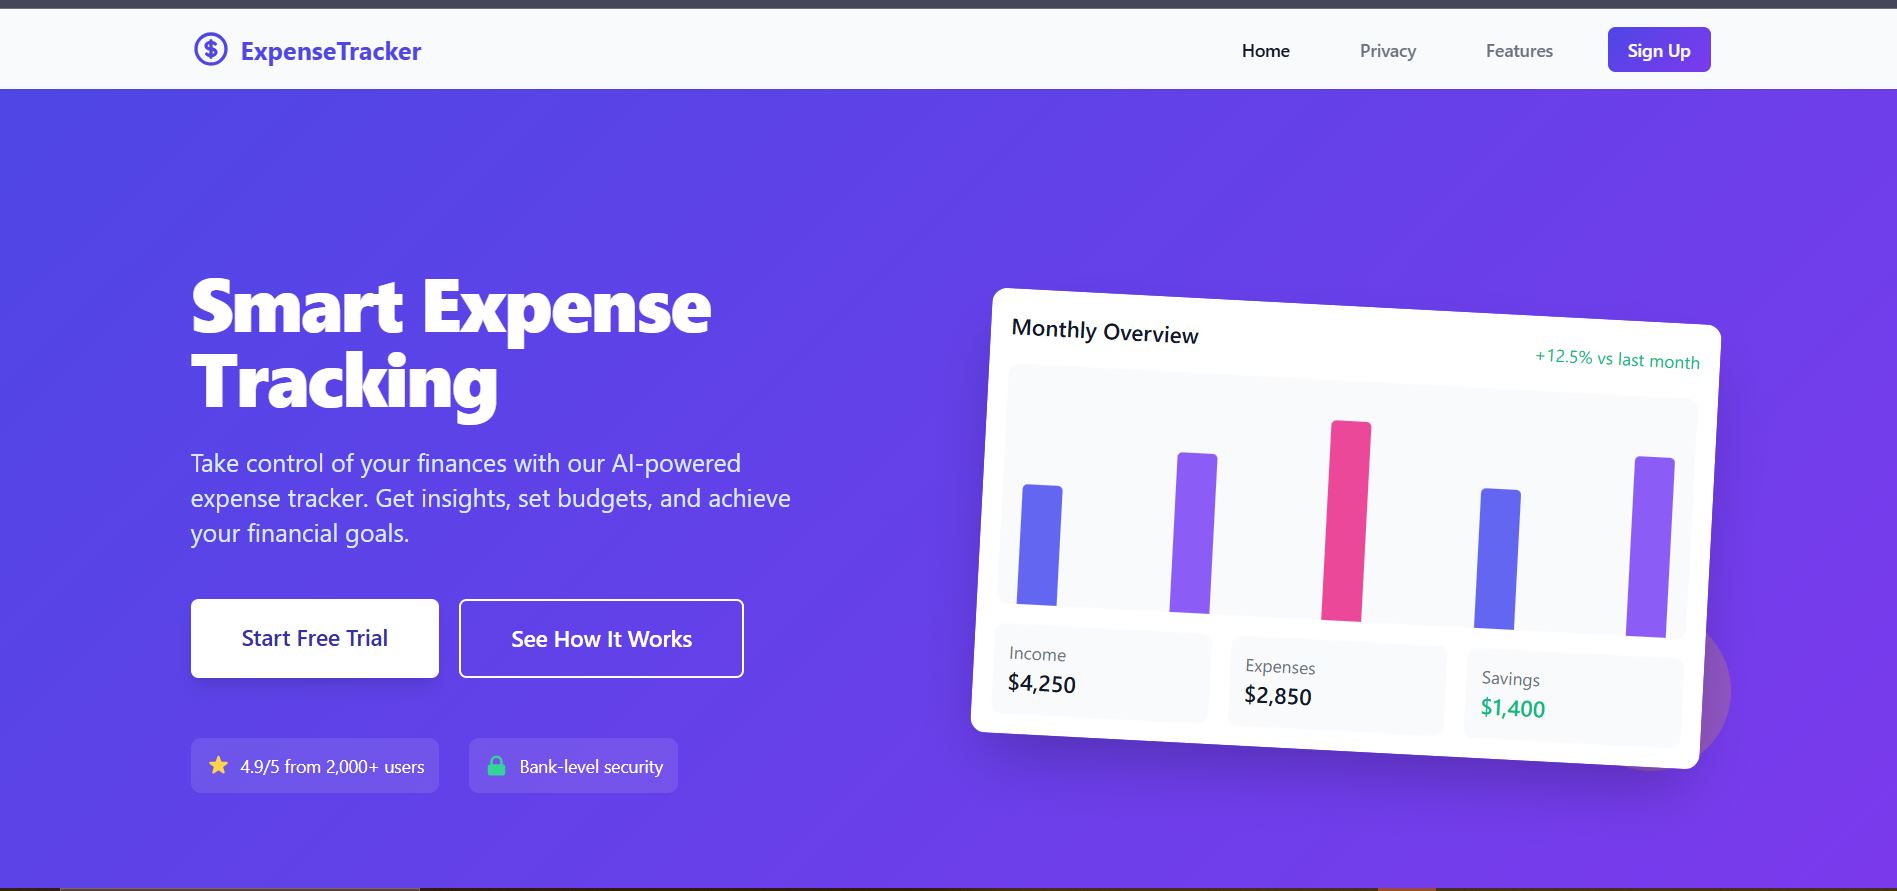 ExpenseTracker
Home
Privacy
Features
Sign Up
Smart Expense
Tracking
Take control of your finances with our AI-powered
expense tracker. Get insights, set budgets, and achieve
your financial goals.
Start Free Trial
See How It Works
4.9/5 from 2,000+ users
Bank-level security
Monthly Overview
+12.5% vs last month
Income
$4,250
Expenses
$2,850
Savings
$1,400